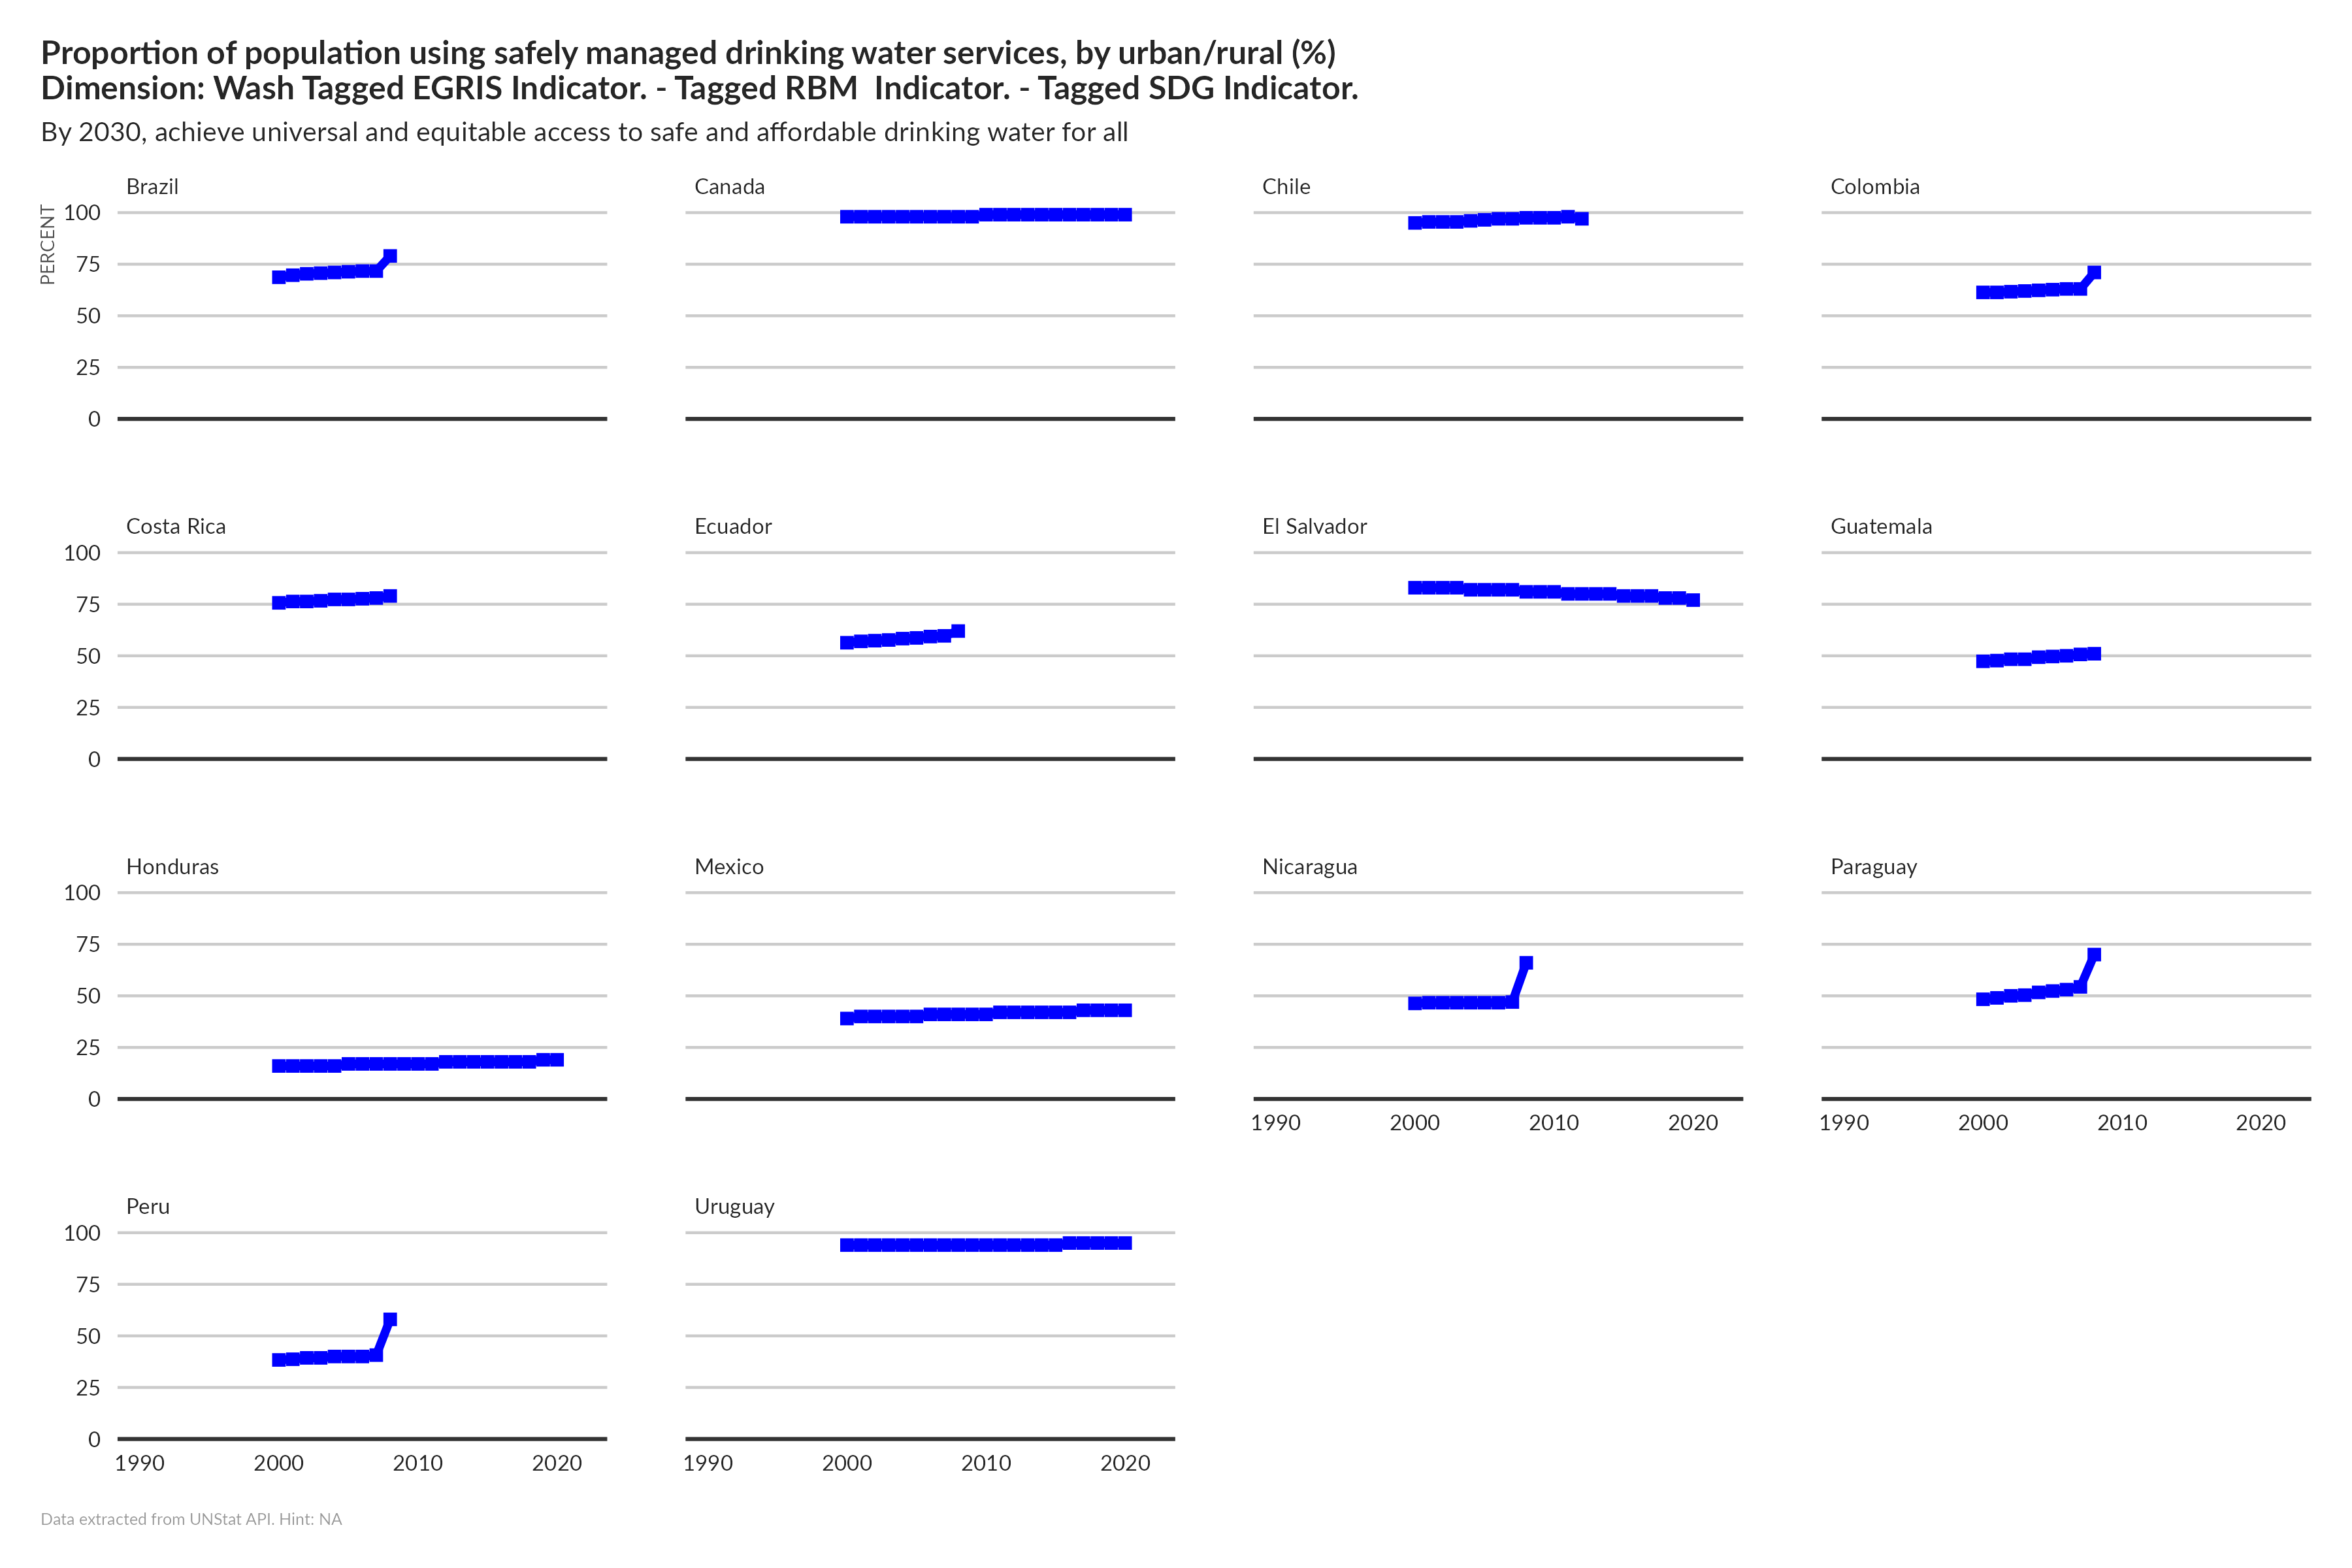 Proportion of population using safely managed drinking water services, by urban/rural (%)
Dimension: Wash Tagged EGRIS Indicator. - Tagged RBM  Indicator. - Tagged SDG Indicator.
By 2030, achieve universal and equitable access to safe and affordable drinking water for all
Brazil
Canada
Chile
Colombia
PERCENT
100
75
50
25
0
Costa Rica
Ecuador
El Salvador
Guatemala
100
75
50
25
0
Honduras
Mexico
Nicaragua
Paraguay
100
75
50
25
0
1990 2000 2010 2020
1990 2000 2010 2020
Peru
Uruguay
100
75
50
25
0
1990 2000 2010 2020
1990 2000 2010 2020
Data extracted from UNStat API. Hint: NA